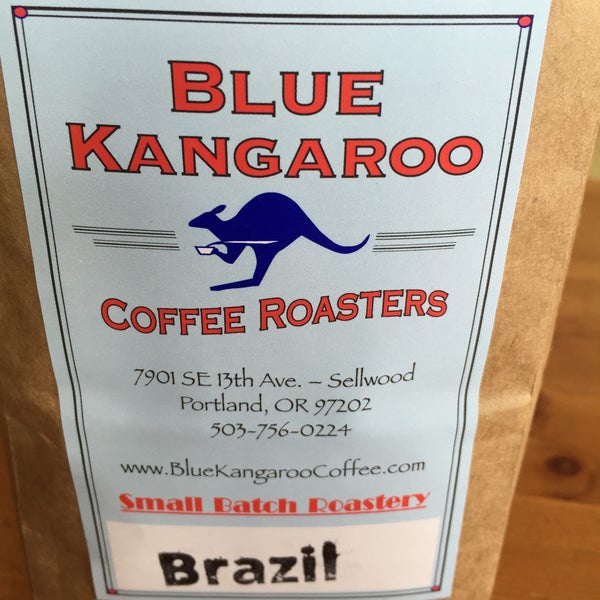 BLUE
KANGAROO
COFFEE ROASTERS
7901 SE 13th Ave. – Sellwood
Portland, OR 97202
503-756-0224
www.BlueKangarooCoffee.com
Small Batch Roastery
Brazil